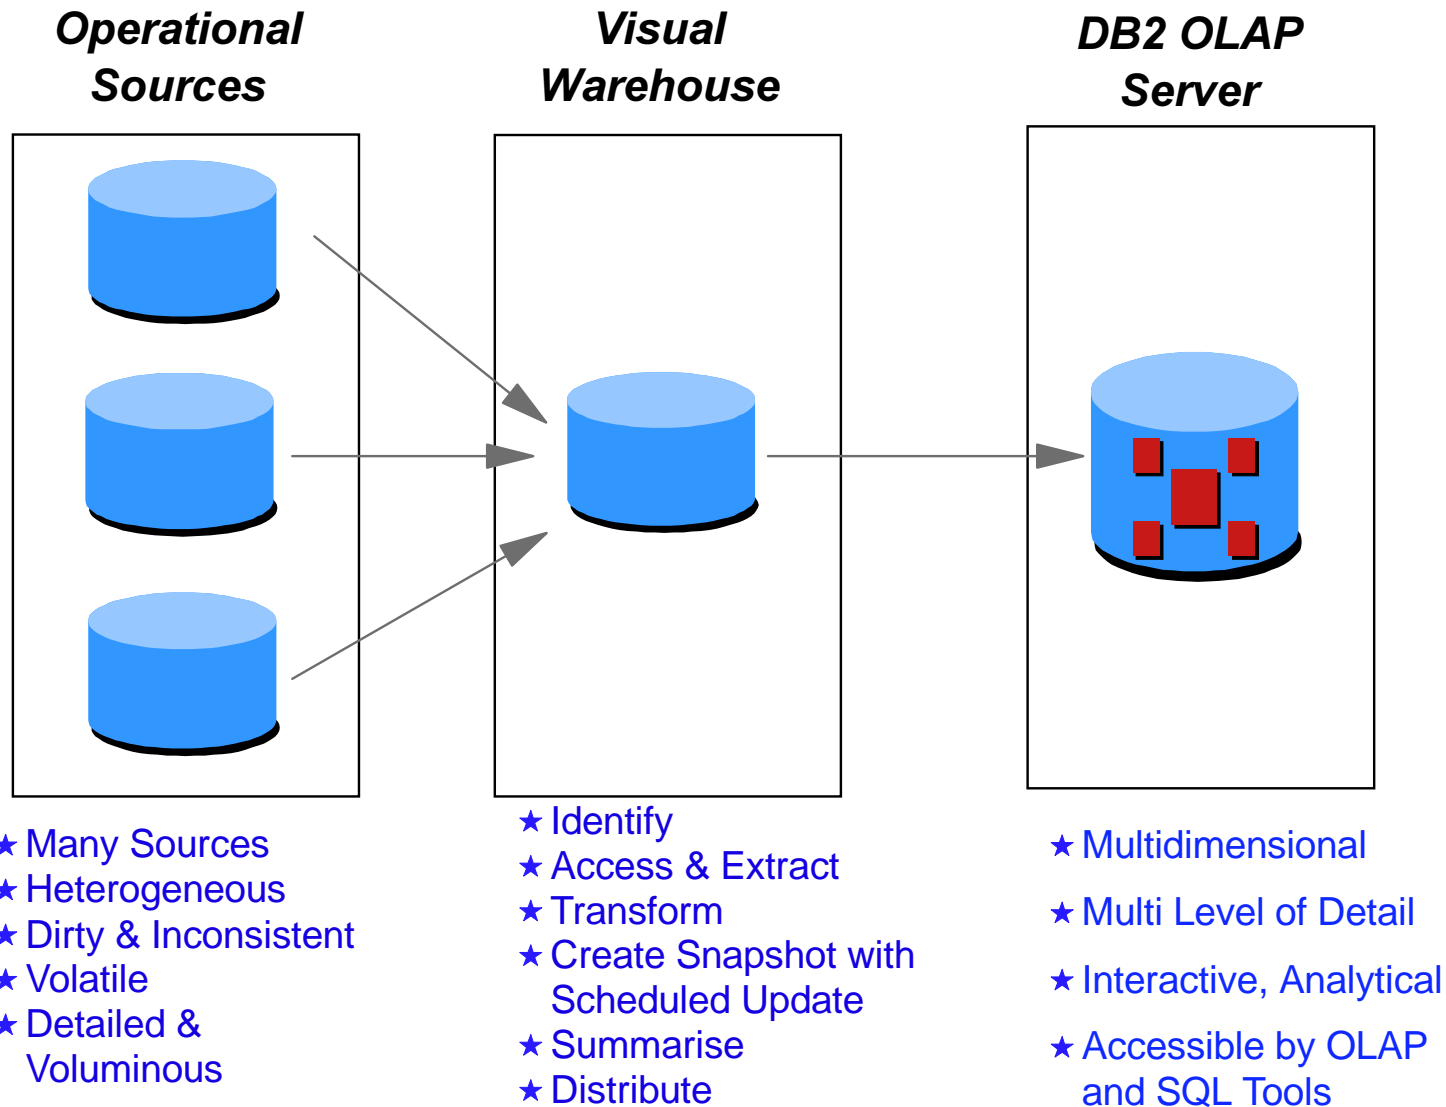 Operational
Sources
Visual
Warehouse
DB2 OLAP
Server
Many Sources
Heterogeneous
Dirty & Inconsistent
Volatile
Detailed &
Voluminous
Identify
Access & Extract
Transform
Create Snapshot with
Scheduled Update
Summarise
Distribute
Multidimensional
Multi Level of Detail
Interactive, Analytical
Accessible by OLAP
and SQL Tools